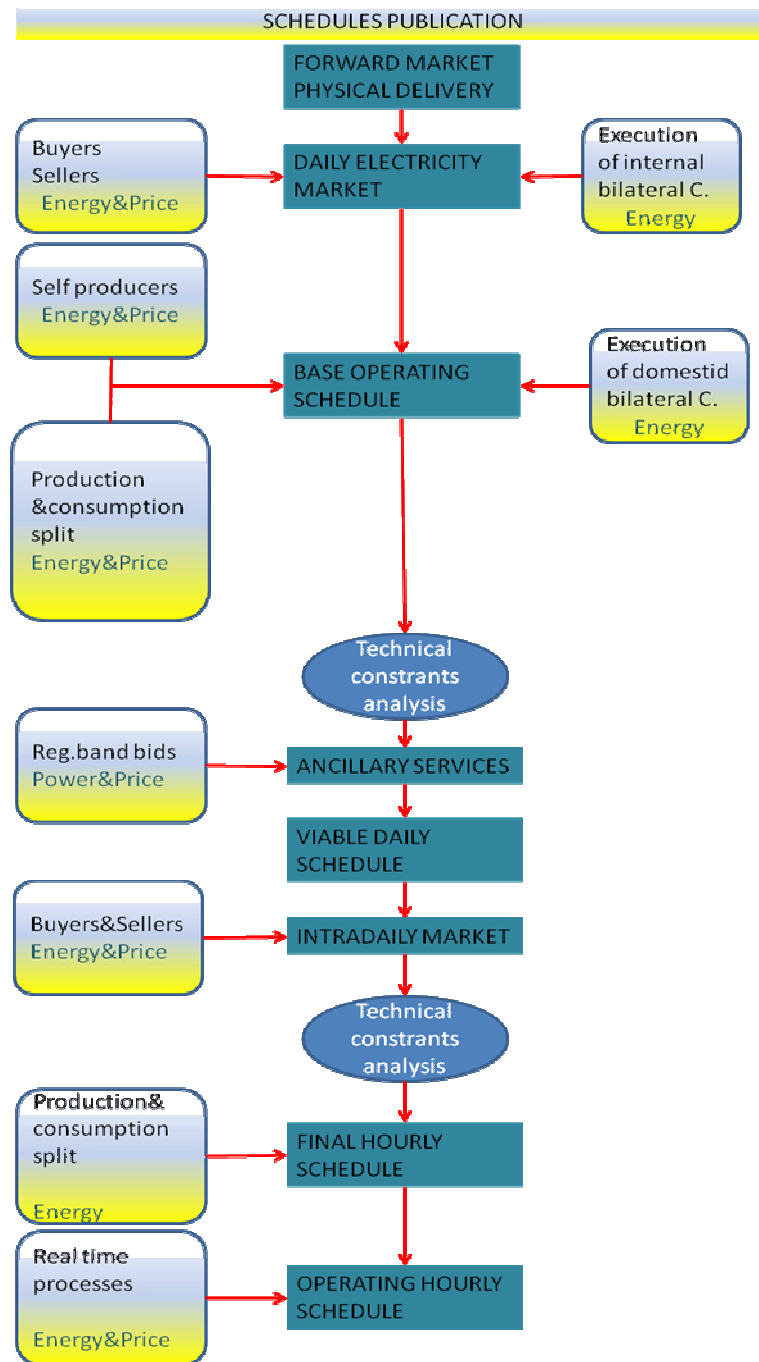 SCHEDULES PUBLICATION
FORWARD MARKET
PHYSICAL DELIVERY
Buyers
Sellers
Energy&Price
DAILY ELECTRICITY
MARKET
Execution
of internal
bilateral C.
Energy
Self producers
Energy&Price
BASE OPERATING
SCHEDULE
Execution
of domestid
bilateral C.
Energy
Production
&consumption
split
Energy&Price
Technical
constrants
analysis
Reg.band bids
Power&Price
ANCILLARY SERVICES
VIABLE DAILY
SCHEDULE
Buyers&Sellers
Energy&Price
INTRADAILY MARKET
Technical
constrants
analysis
Production&
consumption
split
Energy
FINAL HOURLY
SCHEDULE
Real time
processes
Energy&Price
OPERATING HOURLY
SCHEDULE